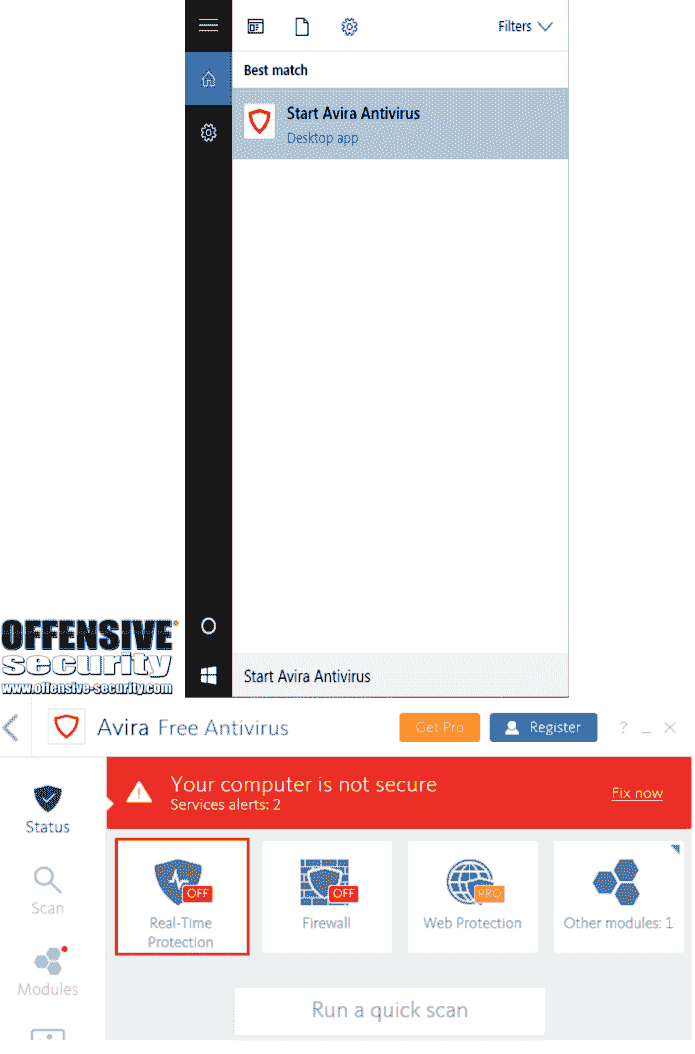 Filters
Best match
Start Avira Antivirus
Desktop app
OFFENSIVE
security
www.offensive-security.com
Start Avira Antivirus
Avira Free Antivirus
Get Pro
Register
? _
Your computer is not secure
Services alerts: 2
Fix now
Status
Scan
Modules
OFF
Real-Time
Protection
OFF
Firewall
PRO
Web Protection
Other modules: 1
Run a quick scan